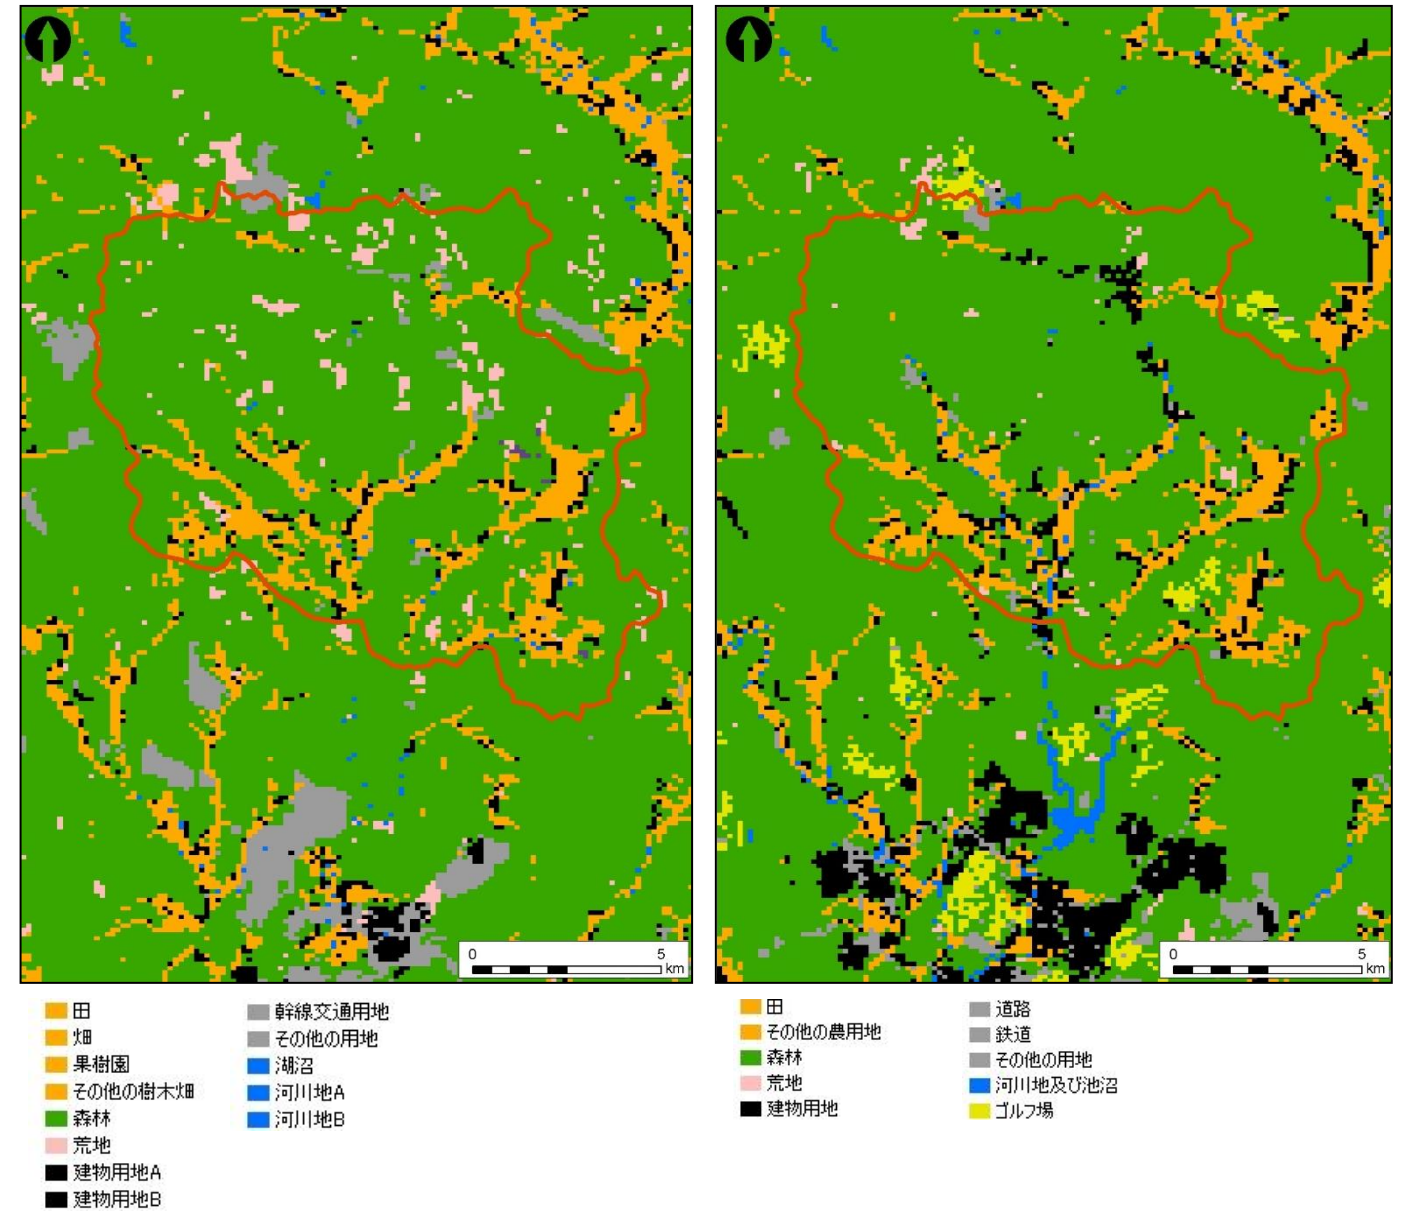 0 5
km
0 5
km
田
畑
果樹園
その他の樹木畑
森林
荒地
建物用地A
建物用地B
幹線交通用地
その他の用地
湖沼
河川地A
河川地B
田
その他の農用地
森林
荒地
建物用地
道路
鉄道
その他の用地
河川地及び池沼
ゴルフ場